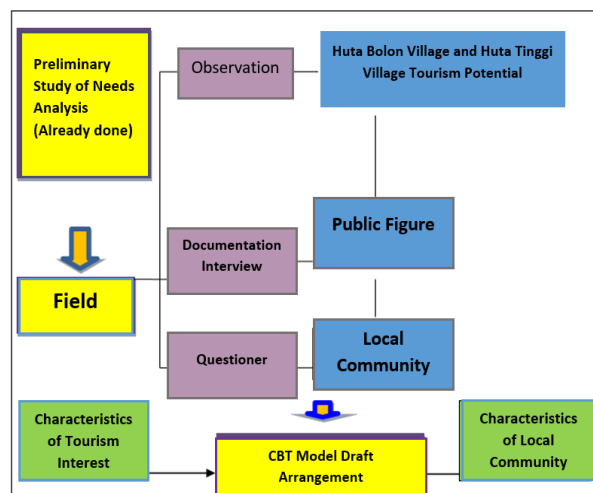 Preliminary
Study of Needs
Analysis
(Already done)
Observation
Huta Bolon Village and Huta Tinggi
Village Tourism Potential
Documentation
Interview
Public Figure
Field
Questioner
Local
Community
Characteristics
of Tourism
Interest
CBT Model Draft
Arrangement
Characteristics
of Local
Community